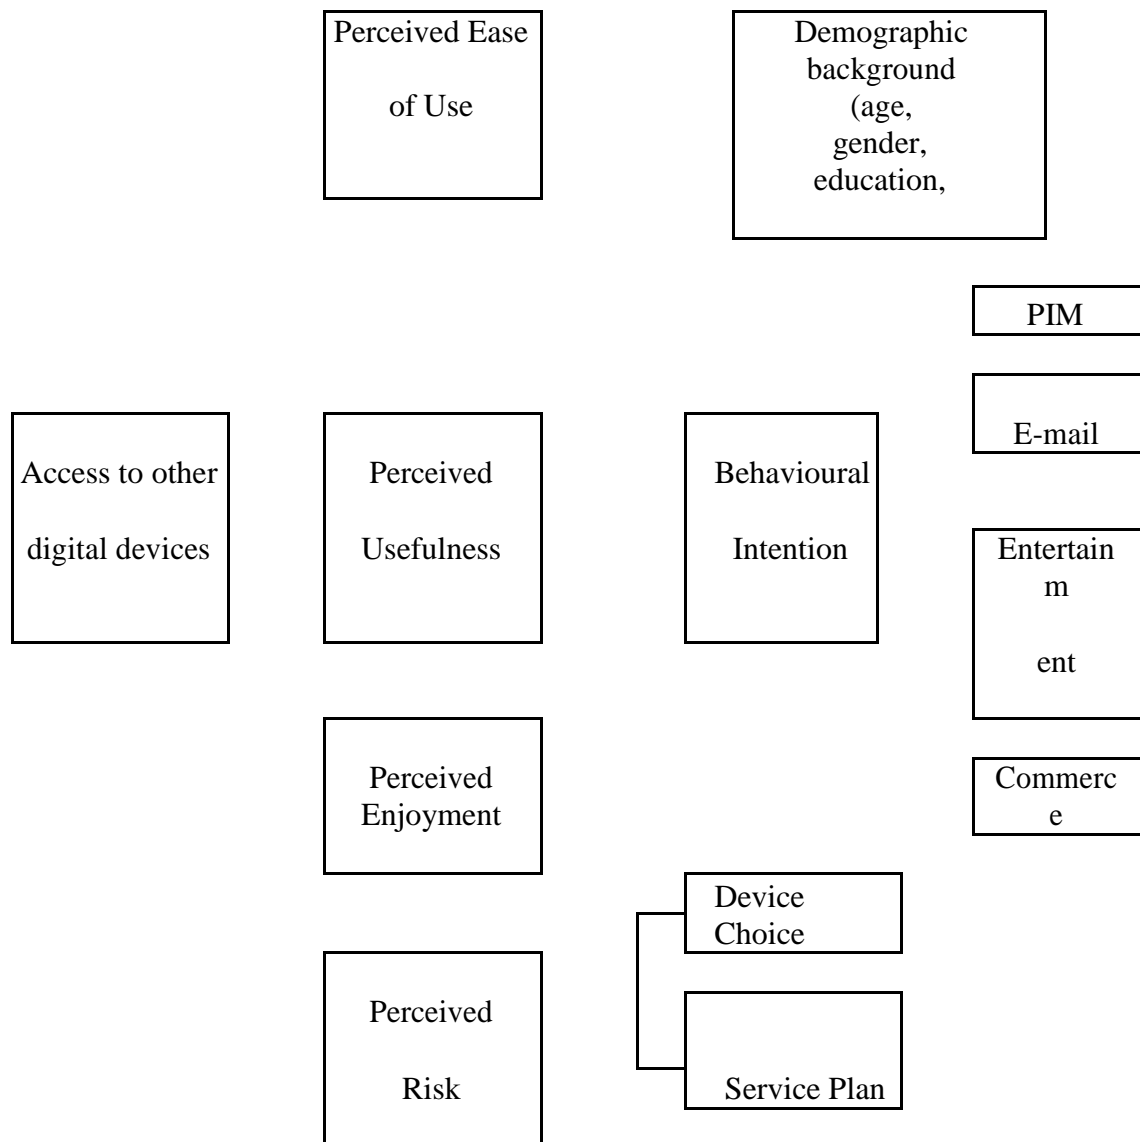 Perceived Ease
of Use
Demographic
background
(age,
gender,
education,
PIM
E-mail
Access to other
digital devices
Perceived
Usefulness
Behavioural
Intention
Entertain
m
ent
Perceived
Enjoyment
Commerc
e
Device
Choice
Perceived
Risk
Service Plan